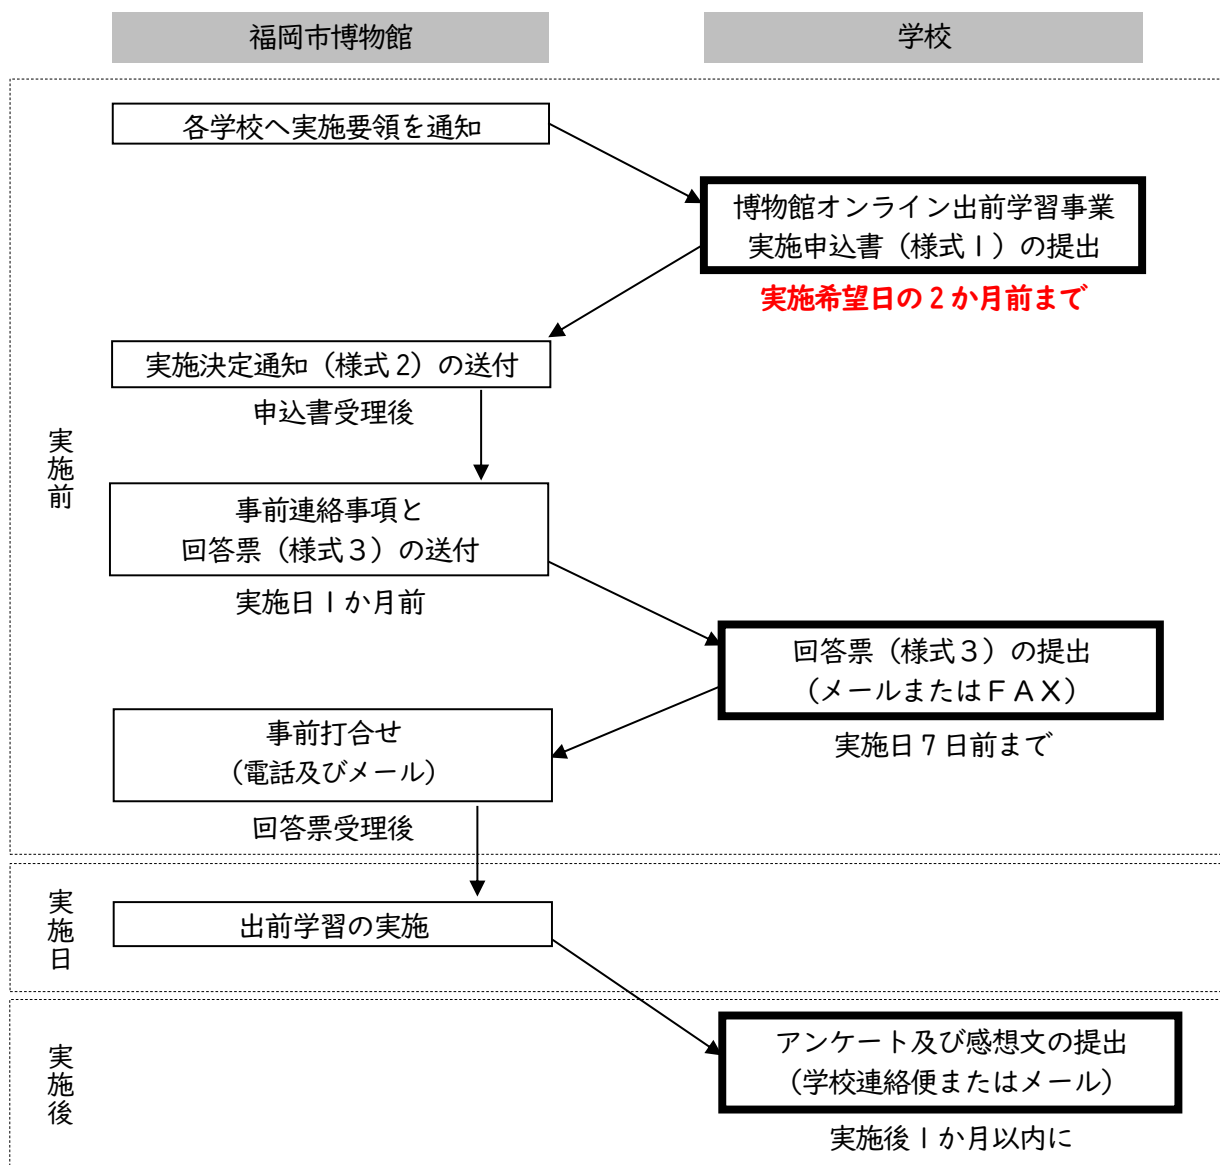 福岡市博物館
学校
各学校へ実施要領を通知
博物館オンライン出前学習事業
実施申込書（様式１）の提出
実施希望日の２か月前まで
実施決定通知（様式２）の送付
申込書受理後
実施前
事前連絡事項と
回答票（様式３）の送付
実施日１か月前
回答票（様式３）の提出
（メールまたはＦＡＸ）
実施日７日前まで
事前打合せ
（電話及びメール）
回答票受理後
実施日
出前学習の実施
実施後
アンケート及び感想文の提出
（学校連絡便またはメール）
実施後１か月以内に